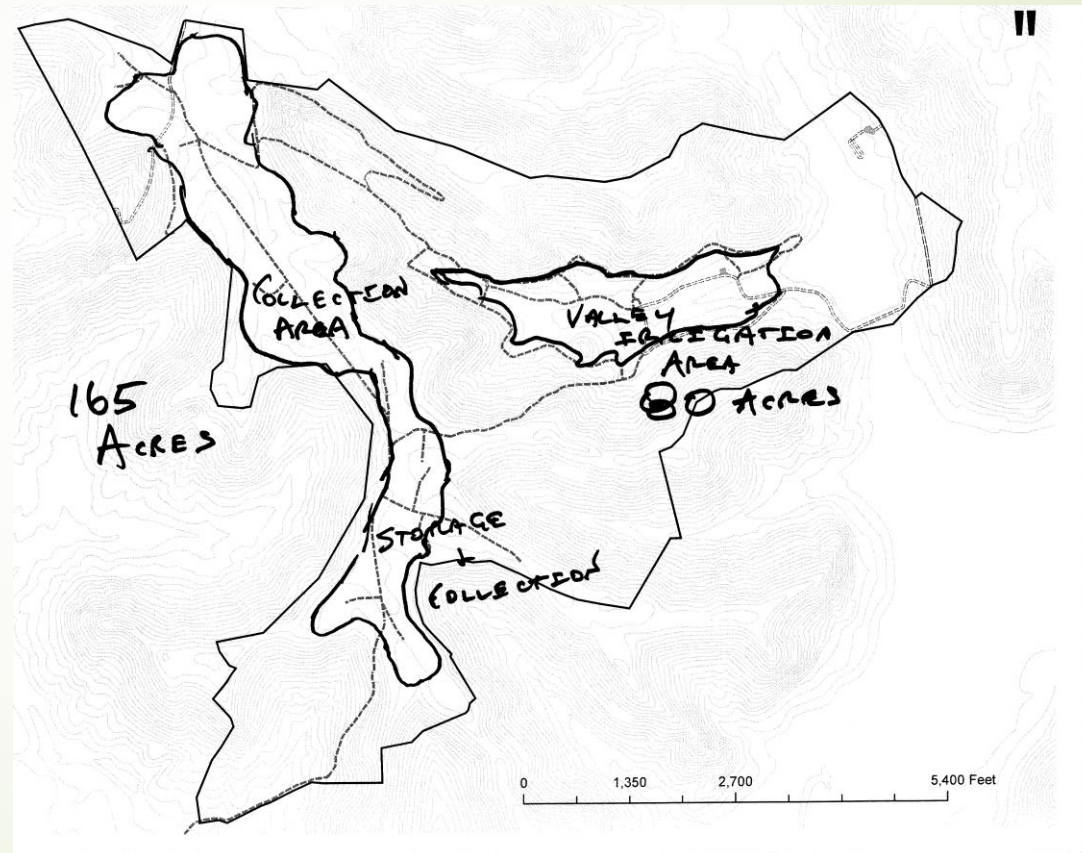 "
COLLECTION
AREA
VALLEY
IRRIGATION
AREA
80 ACRES
165
ACRES
STORAGE
+
COLLECTION
0 1,350 2,700 5,400 Feet